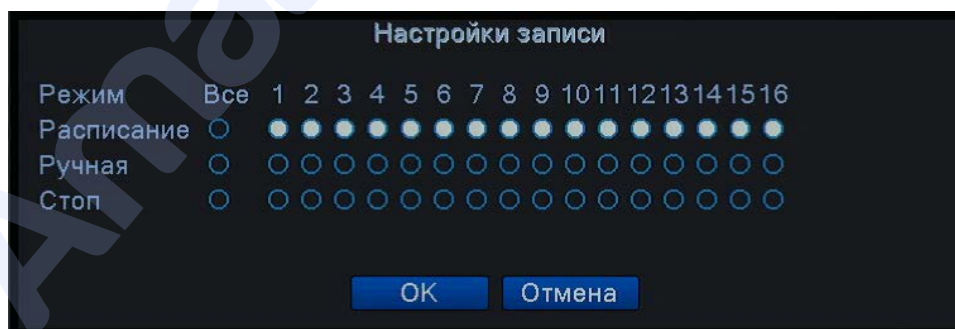 Настройки записи
Режим Все 1 2 3 4 5 6 7 8 9 10 11 12 13 14 15 16
Расписание
Ручная
Стоп
OK Отмена